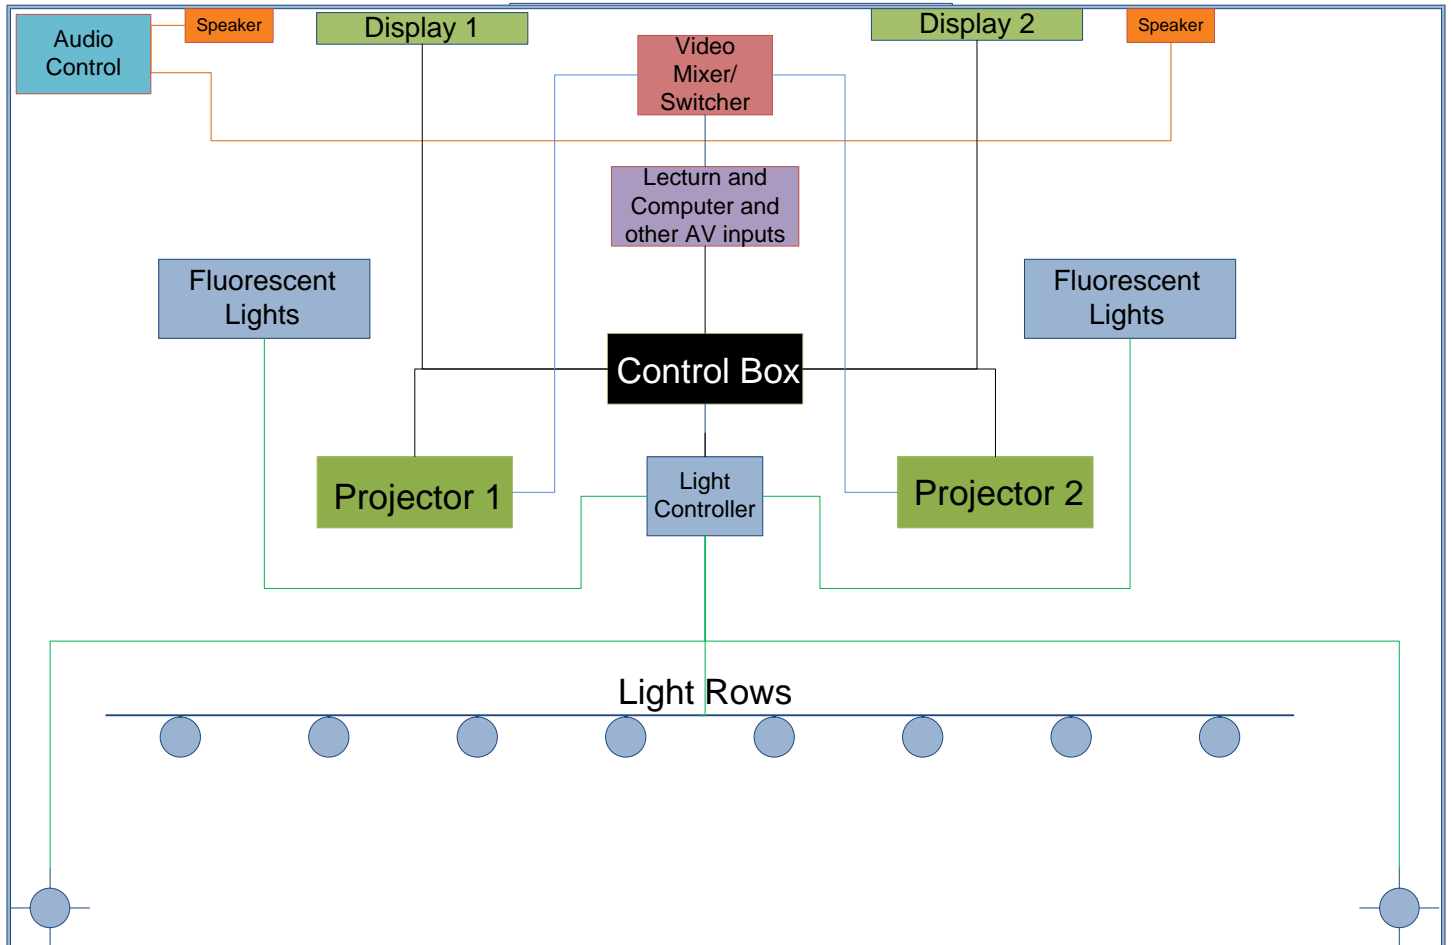 Audio
Control
Speaker
Display 1
Display 2
Speaker
Video
Mixer/
Switcher
Lecturn and
Computer and
other AV inputs
Fluorescent
Lights
Fluorescent
Lights
Control Box
Projector 1
Light
Controller
Projector 2
Light Rows